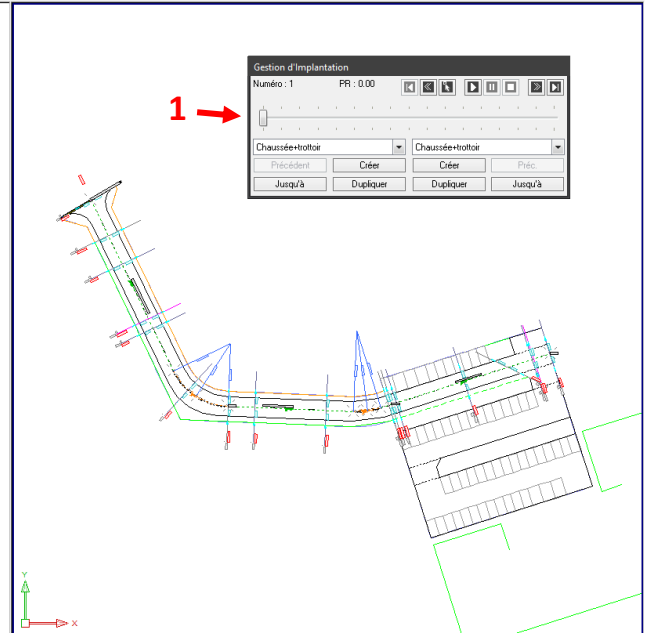 Gestion d'Implantation
Numéro : 1 PR : 0.00
1
Chaussée+trottoir Chaussée+trottoir
Précédent Créer Créer Préc.
Jusqu'à Dupliquer Dupliquer Jusqu'à
Y
X